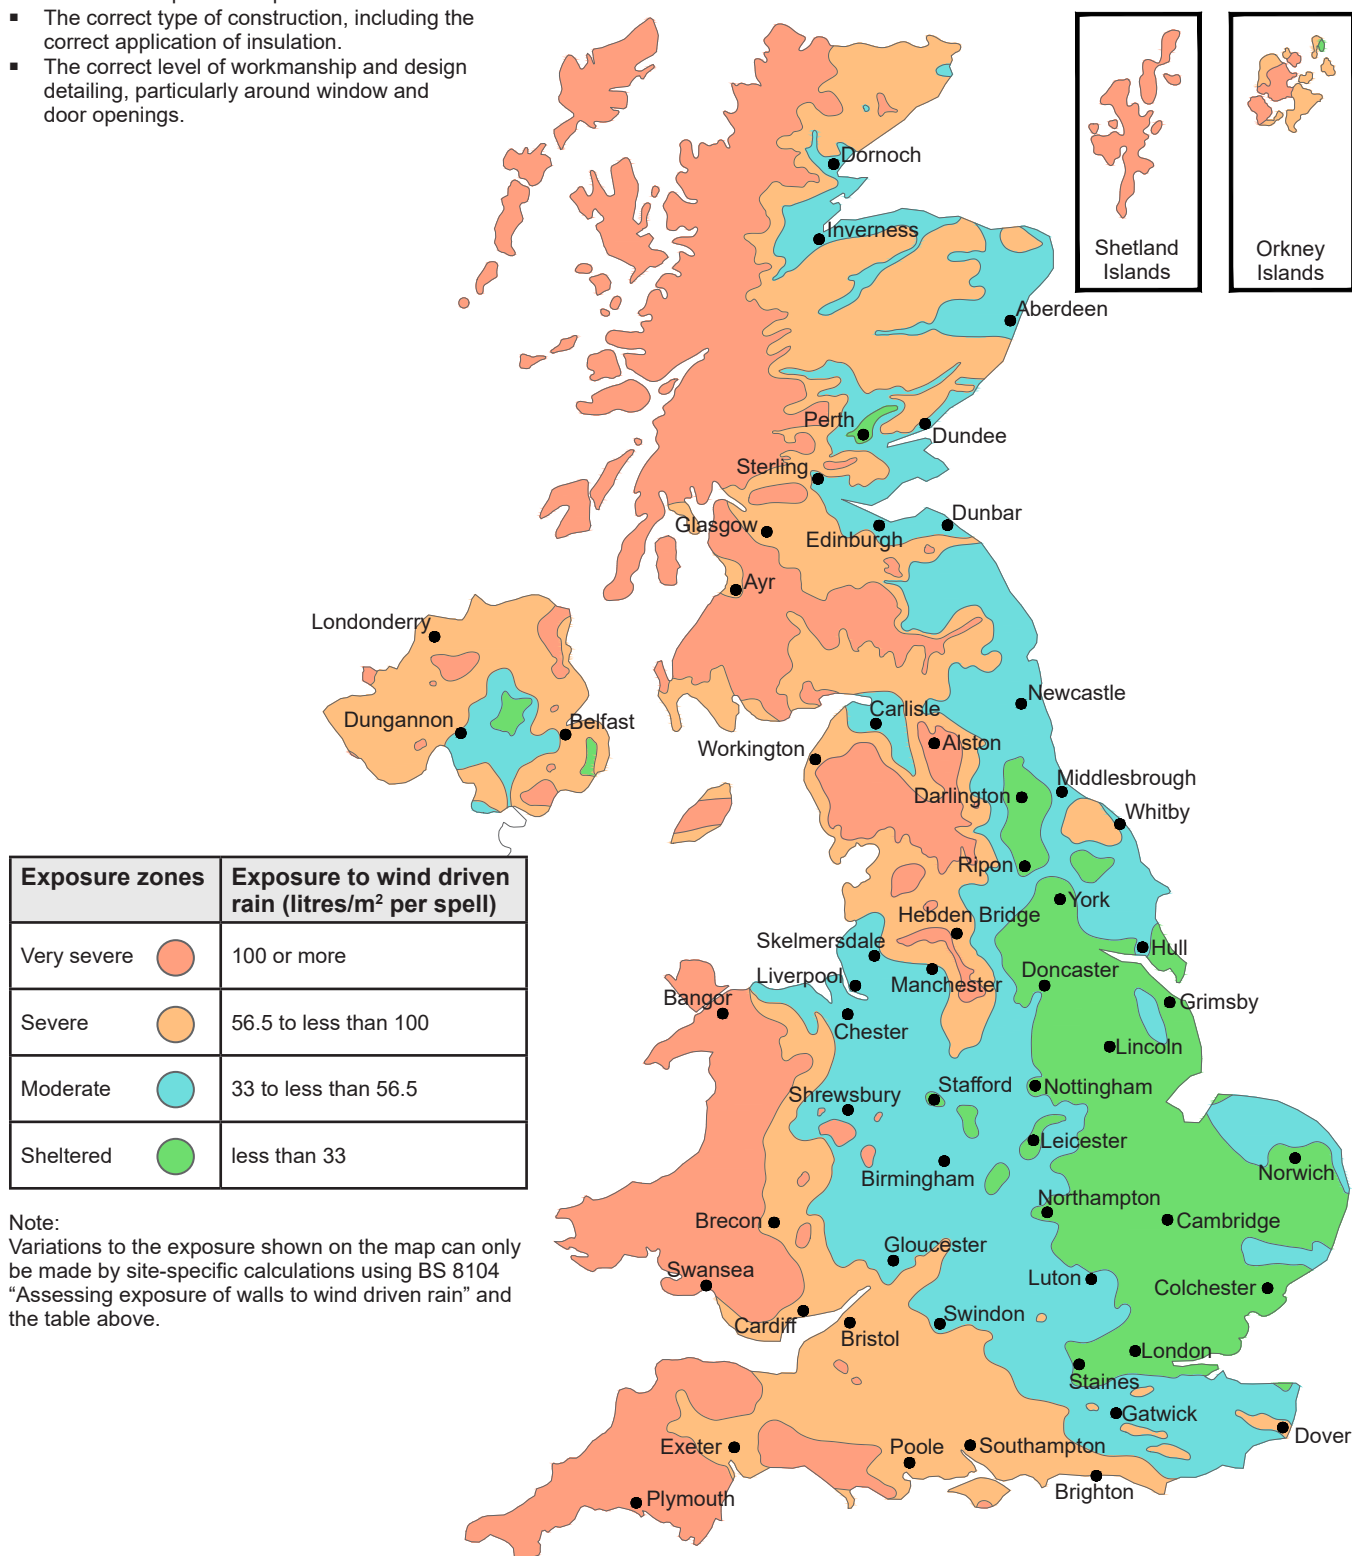 ▪ The correct type of construction, including the
correct application of insulation.
▪ The correct level of workmanship and design
detailing, particularly around window and
door openings.
Shetland
Islands
Orkney
Islands
Dornoch
Inverness
Aberdeen
Perth
Dundee
Sterling
Dunbar
Glasgow
Edinburgh
Ayr
Londonderry
Newcastle
Carlisle
Dungannon
Belfast
Workington
Alston
Middlesbrough
Darlington
Whitby
Ripon
York
Hebden Bridge
Skelmersdale
Hull
Liverpool
Manchester
Doncaster
Bangor
Grimsby
Chester
Lincoln
Stafford
Nottingham
Shrewsbury
Leicester
Birmingham
Norwich
Northampton
Brecon
Cambridge
Gloucester
Swansea
Luton
Colchester
Cardiff
Bristol
Swindon
London
Staines
Gatwick
Dover
Exeter
Poole
Southampton
Plymouth
Brighton
Exposure zones
Exposure to wind driven
rain (litres/m² per spell)
Very severe 100 or more
Severe 56.5 to less than 100
Moderate 33 to less than 56.5
Sheltered less than 33
Note:
Variations to the exposure shown on the map can only
be made by site-specific calculations using BS 8104
“Assessing exposure of walls to wind driven rain” and
the table above.